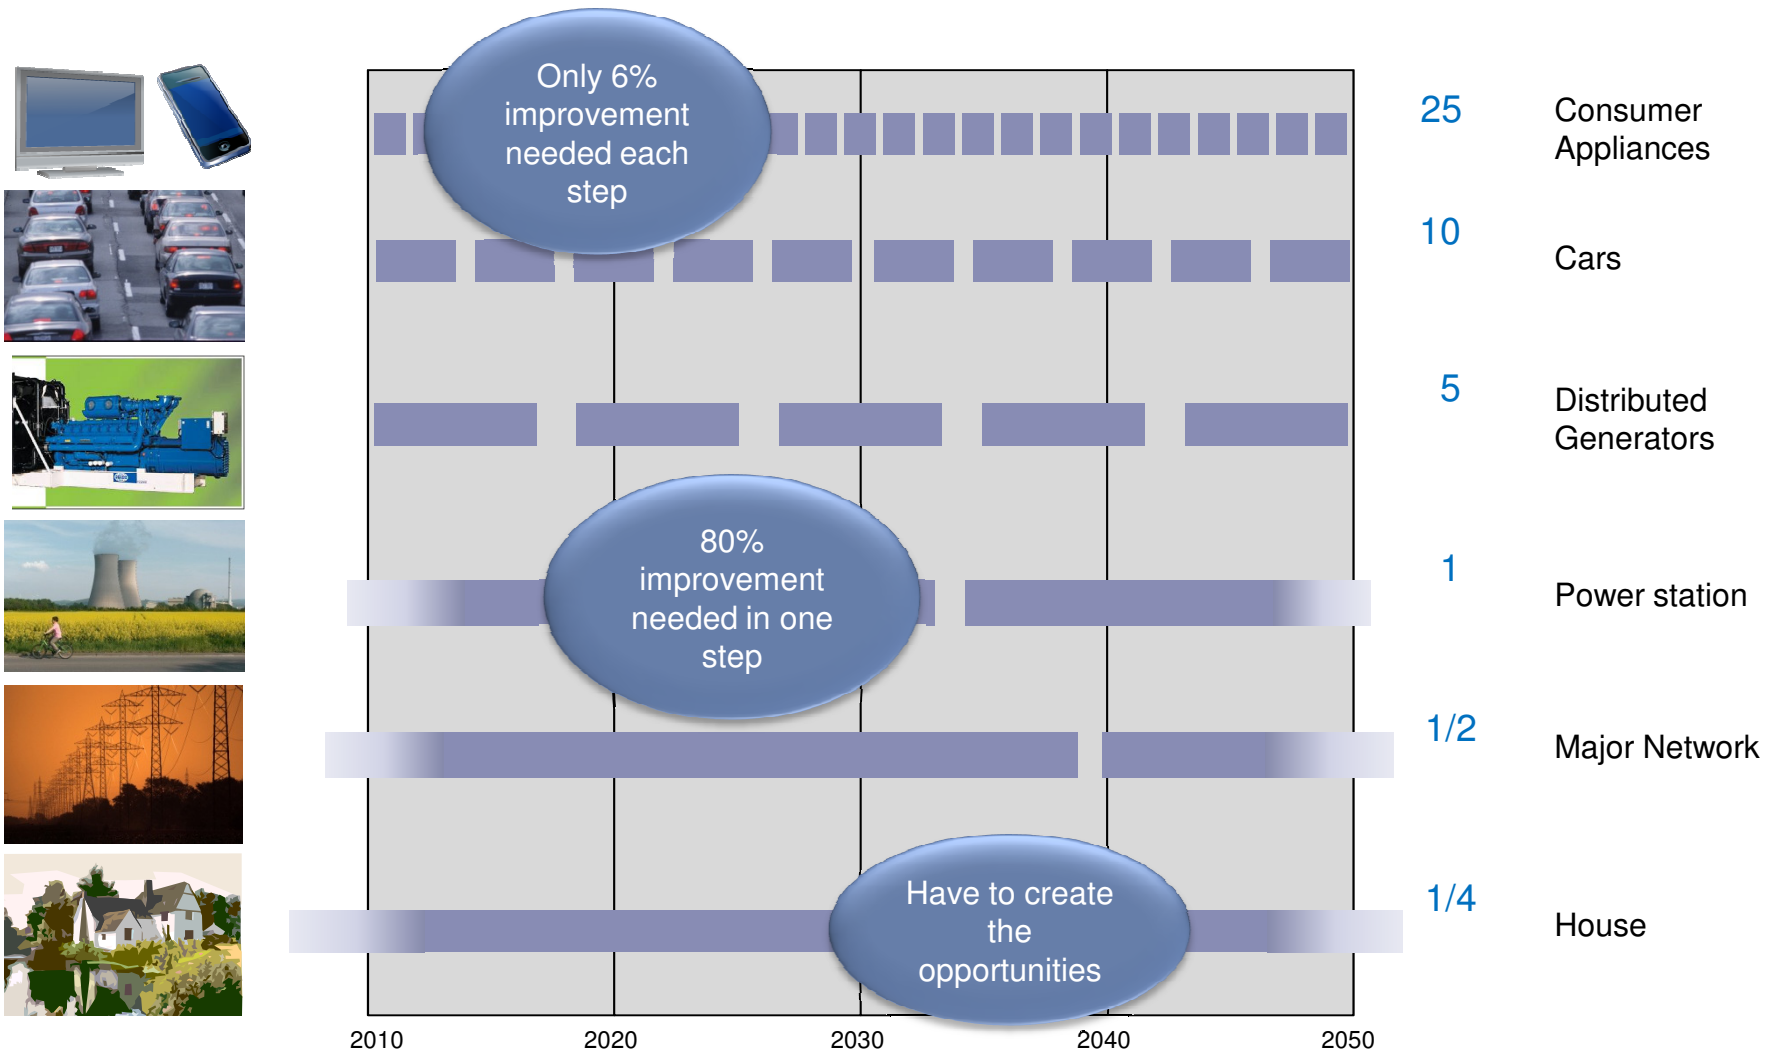 Only 6%
improvement
needed each
step
25
Consumer
Appliances
10
Cars
5
Distributed
Generators
80%
improvement
needed in one
step
1
Power station
1/2
Major Network
Have to create
the
opportunities
1/4
House
2010
2020
2030
2040
2050